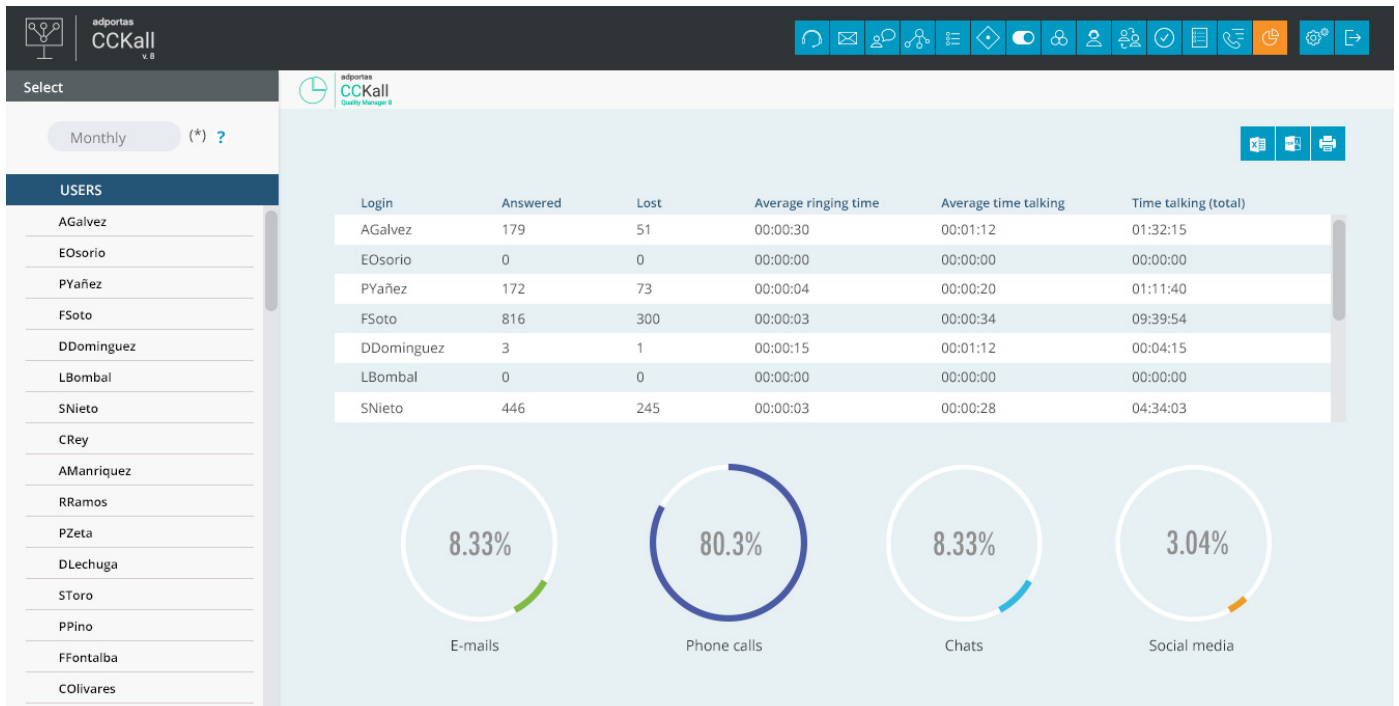 adportas
CCKall
v. 8
Select
adportas
CCKall
Quality Manager 8
Monthly (*) ?
USERS
AGalvez
EOsorio
PYañez
FSoto
DDominguez
LBombal
SNieto
CRey
AManriquez
RRamos
PZeta
DLechuga
SToro
PPino
FFontalba
COlivares
Login Answered Lost Average ringing time Average time talking Time talking (total)
AGalvez 179 51 00:00:30 00:01:12 01:32:15
EOsorio 0 0 00:00:00 00:00:00 00:00:00
PYañez 172 73 00:00:04 00:00:20 01:11:40
FSoto 816 300 00:00:03 00:00:34 09:39:54
DDominguez 3 1 00:00:15 00:01:12 00:04:15
LBombal 0 0 00:00:00 00:00:00 00:00:00
SNieto 446 245 00:00:03 00:00:28 04:34:03
8.33% 80.3% 8.33% 3.04%
E-mails Phone calls Chats Social media